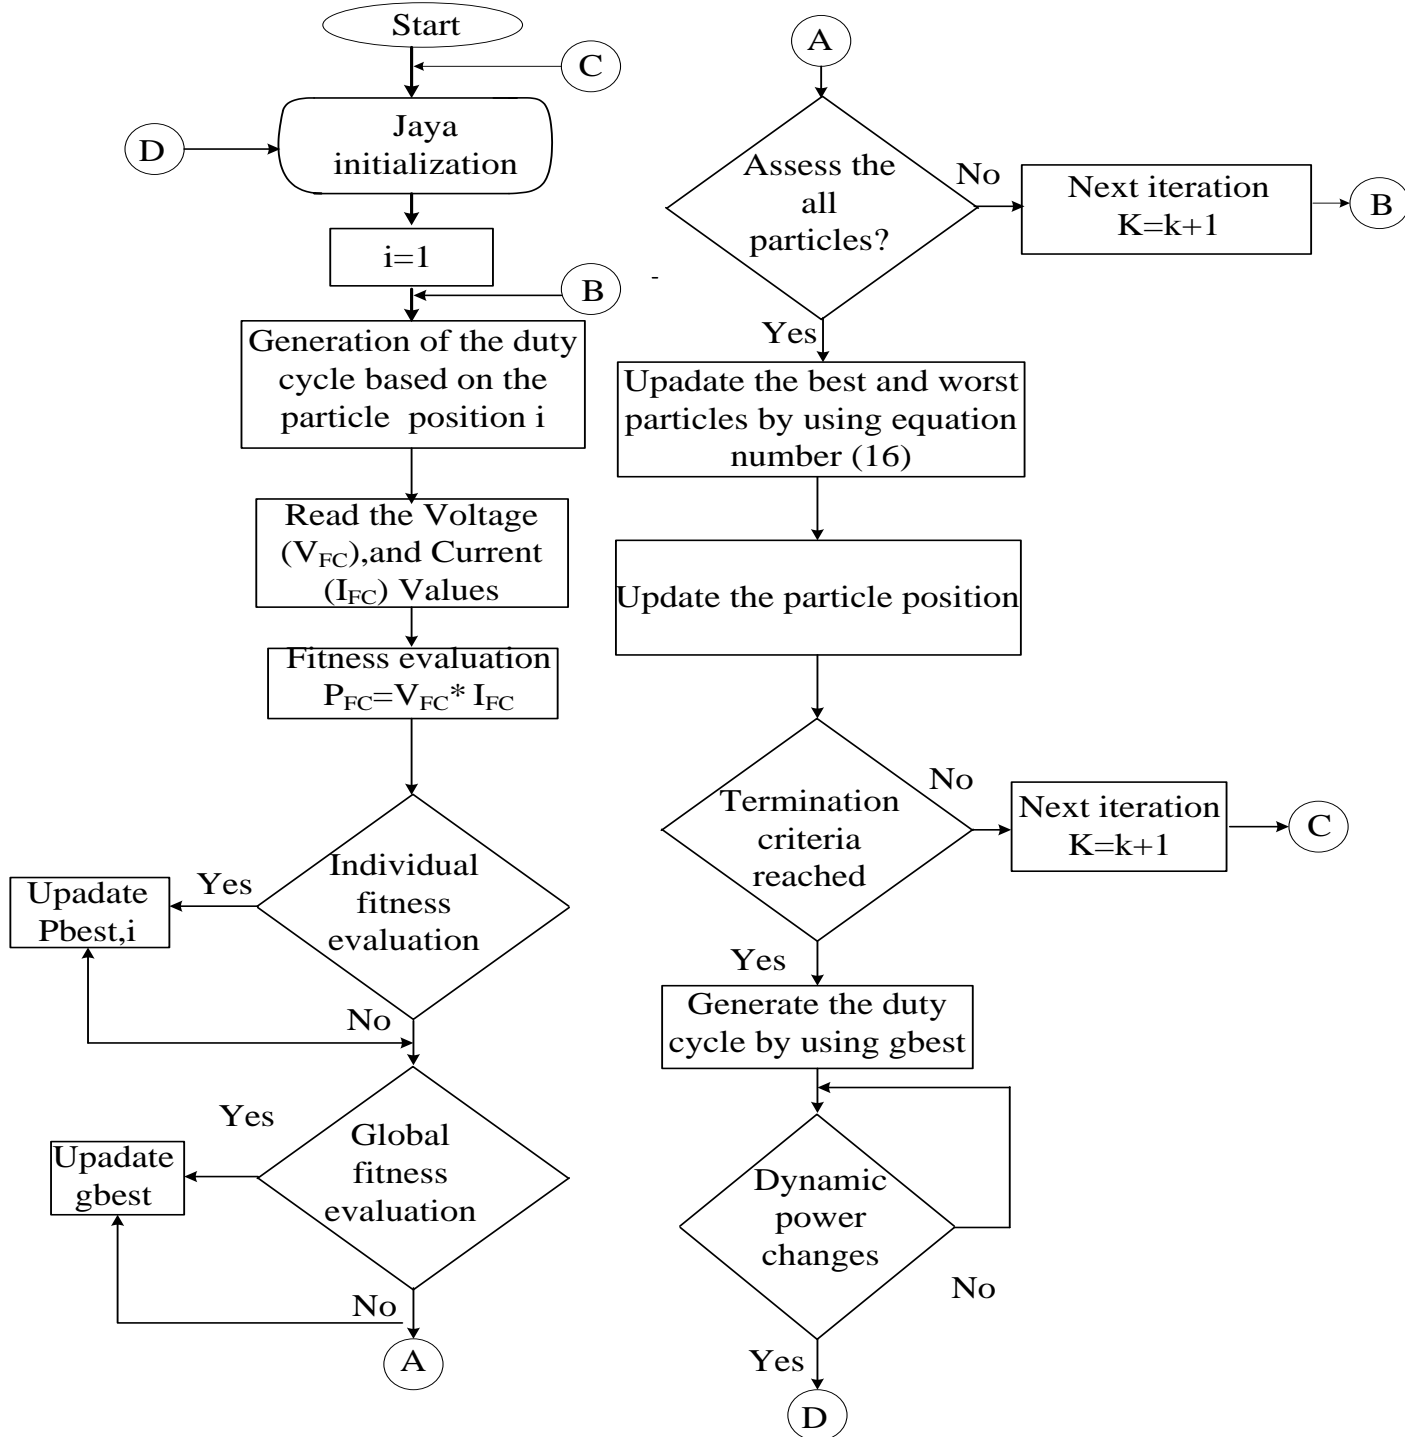 Start
C
Jaya
initialization
D
i=1
B
Generation of the duty
cycle based on the
particle position i
Read the Voltage
(VFC),and Current
(IFC) Values
Fitness evaluation
PFC=VFC* IFC
Individual
fitness
evaluation
Yes
Upadate
Pbest,i
No
Global
fitness
evaluation
Yes
Upadate
gbest
No
A
A
Assess the
all
particles?
No
Next iteration
K=k+1
B
-
Yes
Upadate the best and worst
particles by using equation
number (16)
Update the particle position
Termination
criteria
reached
No
Next iteration
K=k+1
C
Yes
Generate the duty
cycle by using gbest
Dynamic
power
changes
No
Yes
D